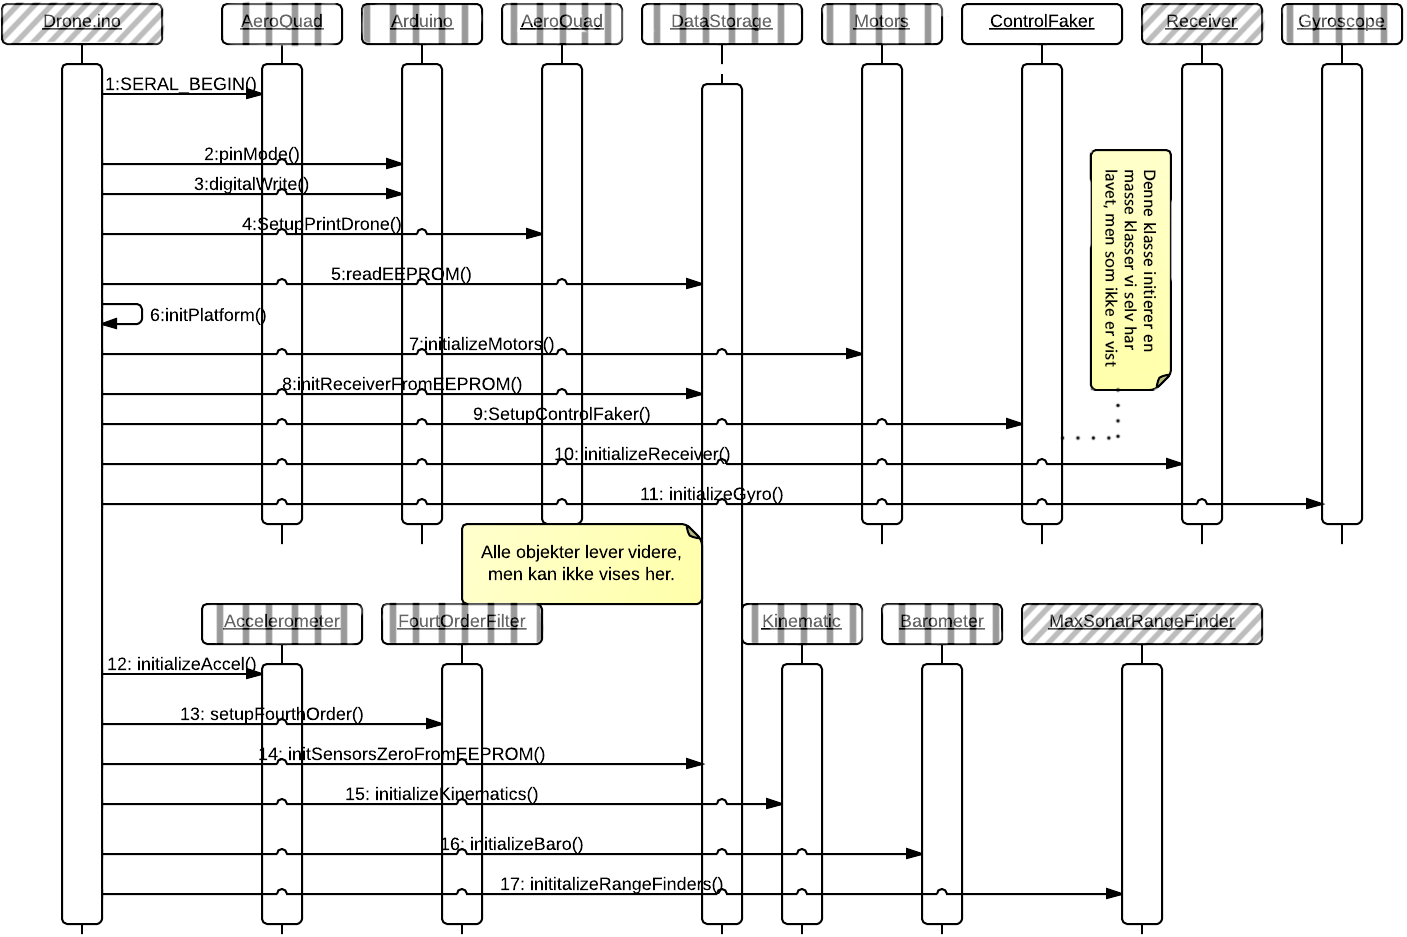 Drone.ino
AeroQuad
Arduino
AeroQuad
DataStorage
Motors
ControlFaker
Receiver
Gyroscope
1:SERAL_BEGIN()
2:pinMode()
3:digitalWrite()
4:SetupPrintDrone()
5:readEEPROM()
6:initPlatform()
7:initializeMotors()
8:initReceiverFromEEPROM()
9:SetupControlFaker()
10: initializeReceiver()
11: initializeGyro()
Denne klasse initierer en
masse klasser vi selv har
lavet, men som ikke er vist
Alle objekter lever videre,
men kan ikke vises her.
Accelerometer
FourtOrderFilter
Kinematic
Barometer
MaxSonarRangeFinder
12: initializeAccel()
13: setupFourthOrder()
14: initSensorsZeroFromEEPROM()
15: initializeKinematics()
16: initializeBaro()
17: inititalizeRangeFinders()